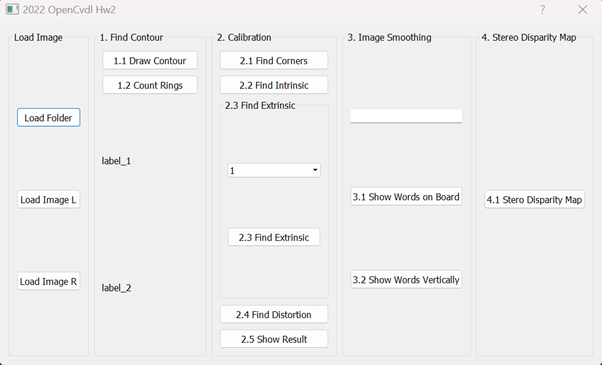 2022 OpenCvdl Hw2
Load Image
Load Folder
Load Image L
Load Image R
1. Find Contour
1.1 Draw Contour
1.2 Count Rings
label_1
label_2
2. Calibration
2.1 Find Corners
2.2 Find Intrinsic
2.3 Find Extrinsic
1
2.3 Find Extrinsic
2.4 Find Distortion
2.5 Show Result
3. Image Smoothing
3.1 Show Words on Board
3.2 Show Words Vertically
4. Stereo Disparity Map
4.1 Stero Disparity Map